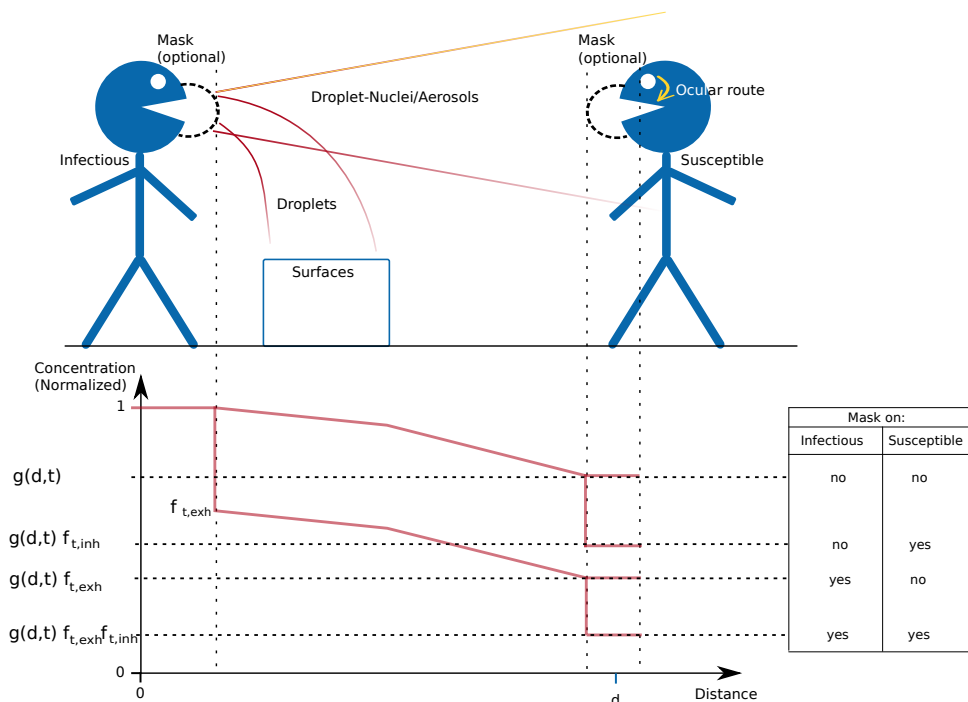 Mask
(optional)
Mask
(optional)
Droplet-Nuclei/Aerosols
Ocular route
Infectious
Susceptible
Droplets
Surfaces
Concentration
(Normalized)
1
g(d,t)
f t,exh
g(d,t) f t,inh
g(d,t) f t,exh
g(d,t) f t,exh f t,inh
0
0
d
Distance
Mask on:
Infectious Susceptible
no no
no yes
yes no
yes yes